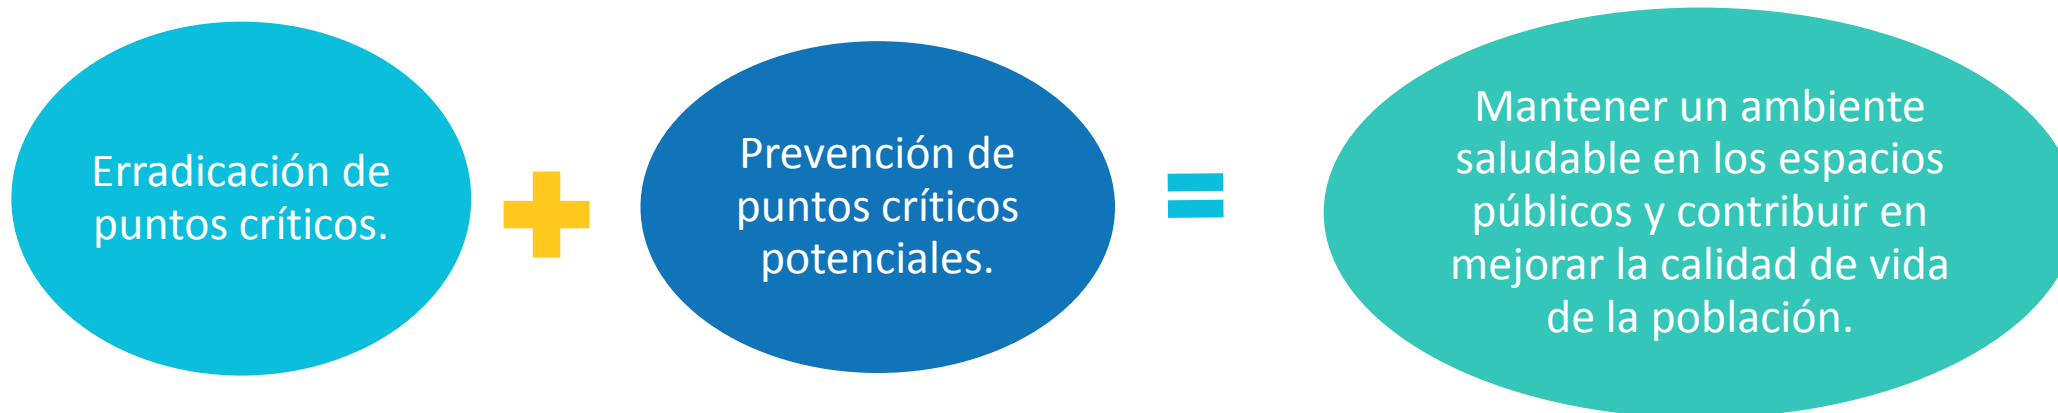 Erradicación de
puntos críticos.
Prevención de
puntos críticos
potenciales.
Mantener un ambiente
saludable en los espacios
públicos y contribuir en
mejorar la calidad de vida
de la población.